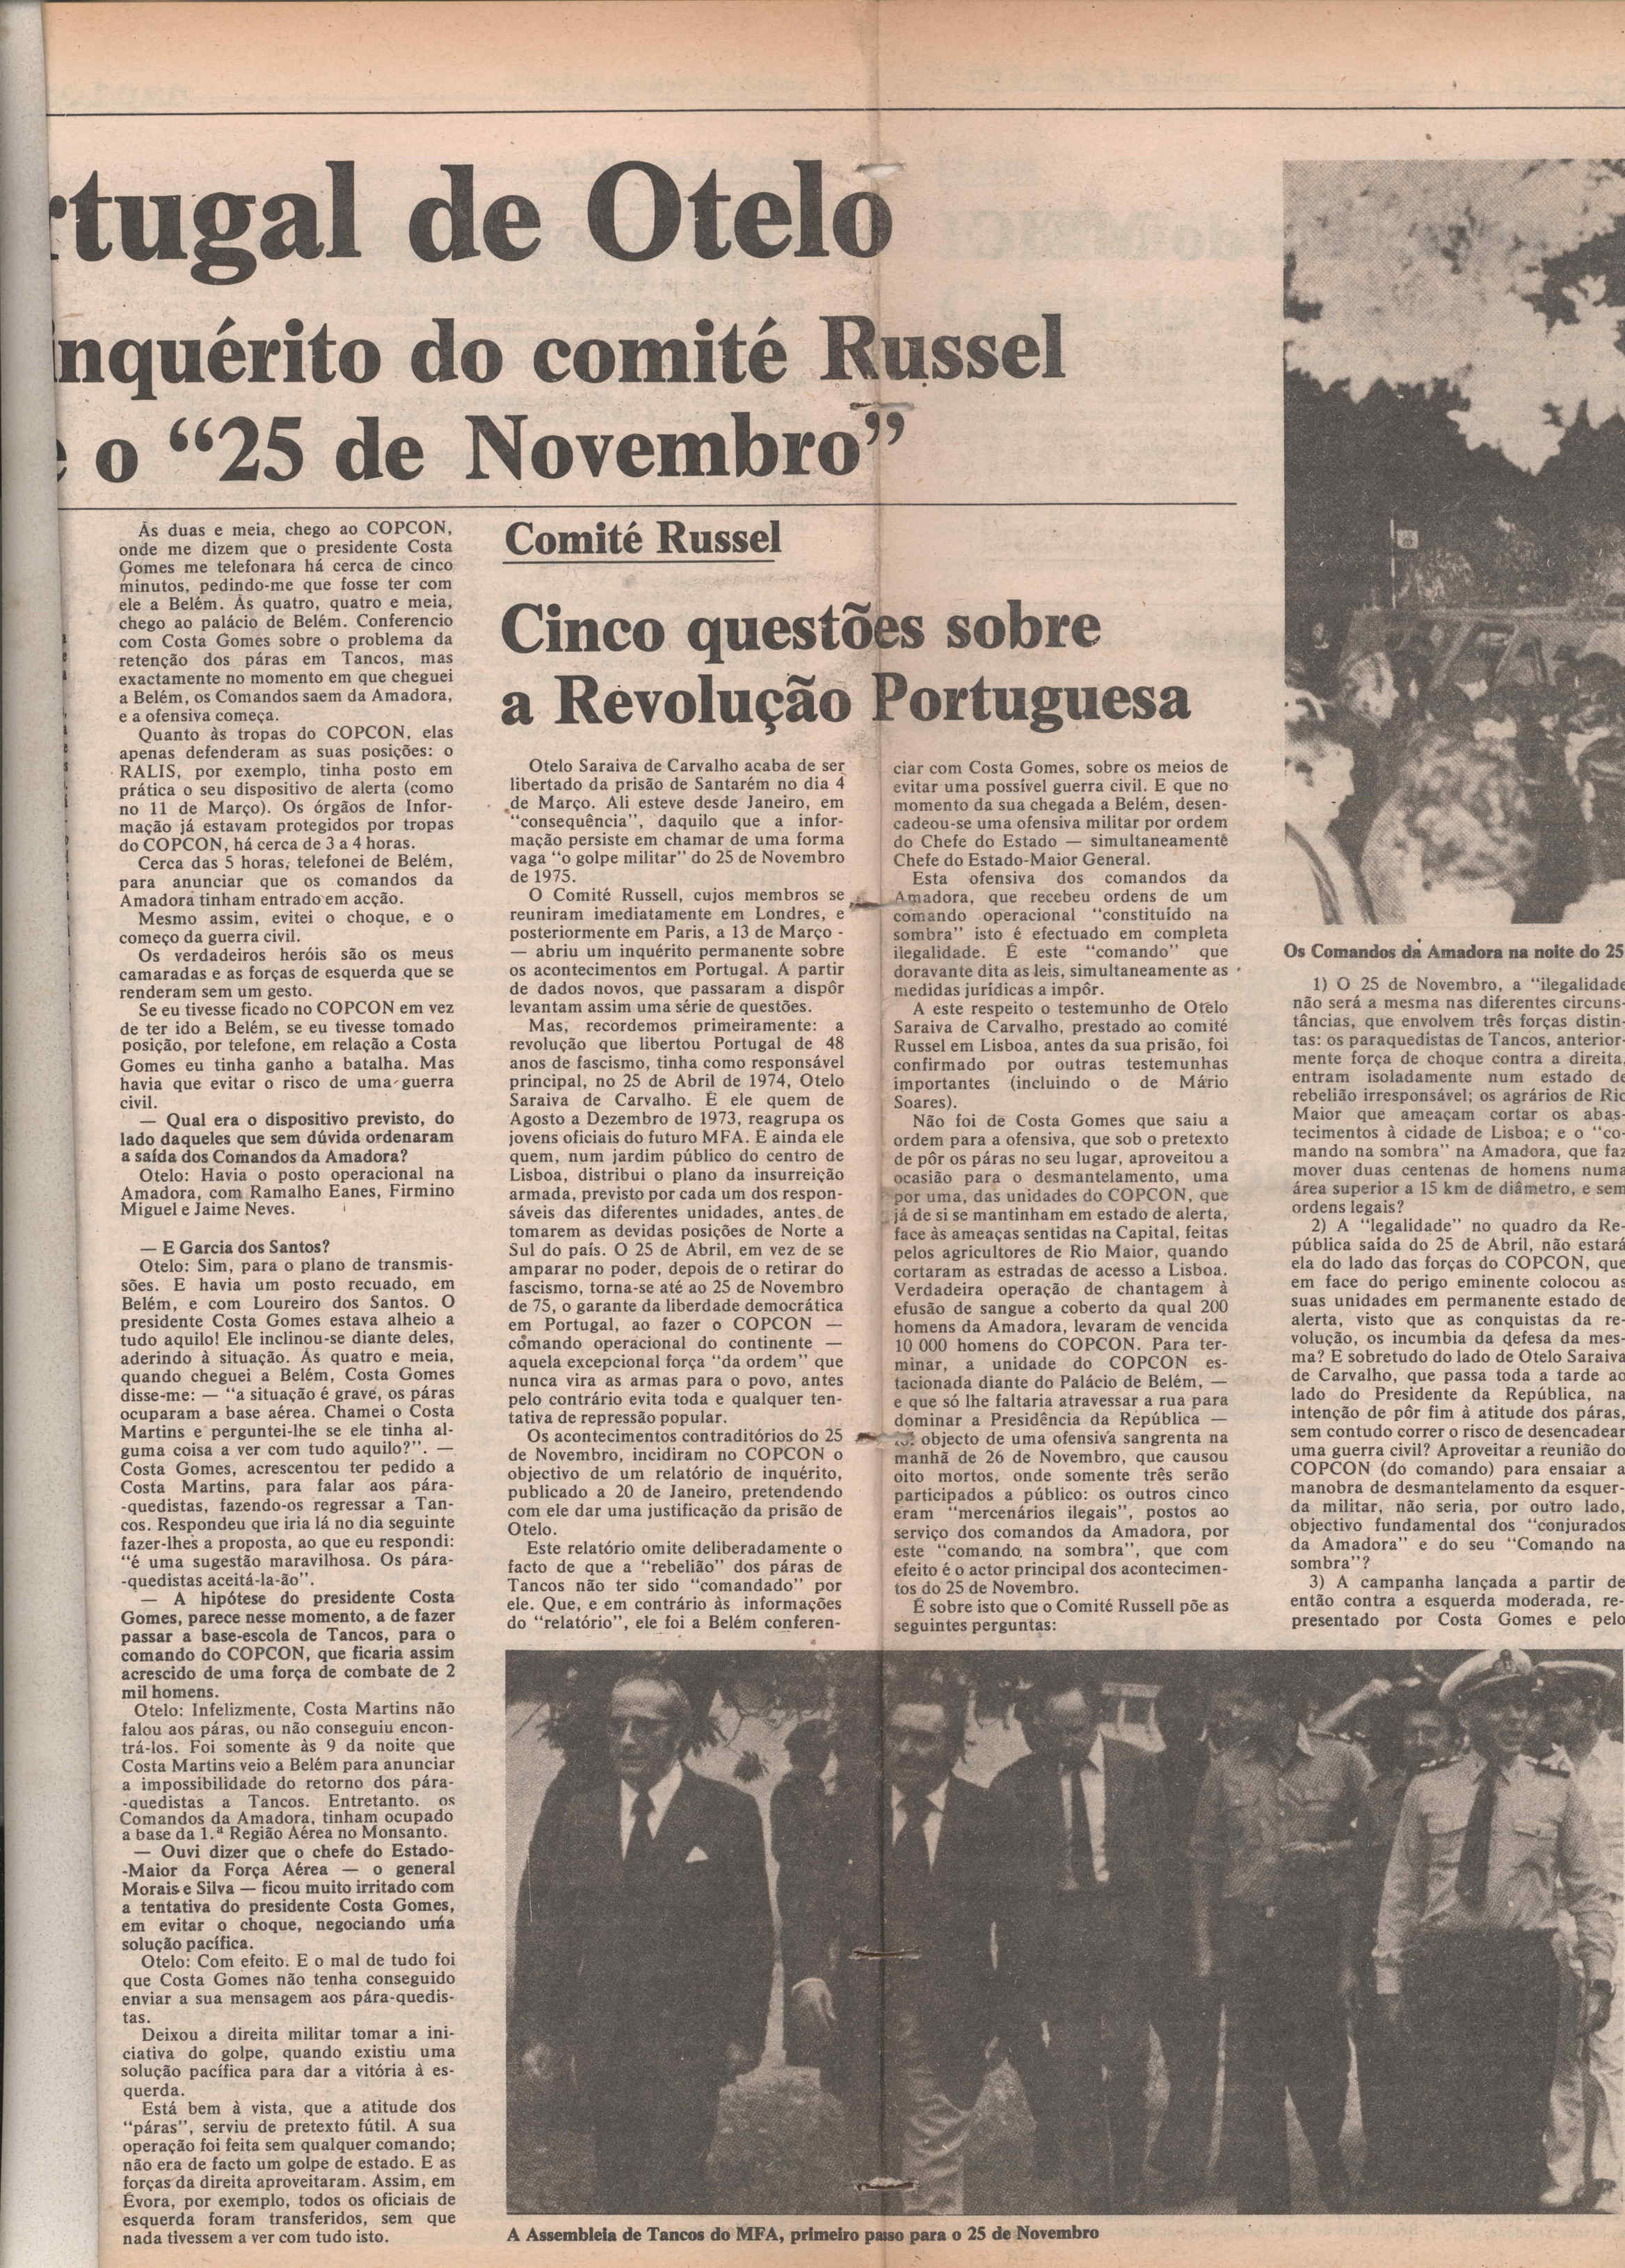 rtugal de Otelo
nquérito do comité Russel
e o “25 de Novembro”
Às duas e meia, chego ao COPCON,
onde me dizem que o presidente Costa
Gomes me telefonara há cerca de cinco
minutos, pedindo-me que fosse ter com
ele a Belém. Às quatro, quatro e meia,
chego ao palácio de Belém. Conferencio
com Costa Gomes sobre o problema da
retenção dos páras em Tancos, mas
exactamente no momento em que cheguei
a Belém, os Comandos saem da Amadora,
e a ofensiva começa.
Quanto às tropas do COPCON, elas
apenas defenderam as suas posições: o
RALIS, por exemplo, tinha posto em
prática o seu dispositivo de alerta (como
no 11 de Março). Os órgãos de Infor-
mação já estavam protegidos por tropas
do COPCON, há cerca de 3 a 4 horas.
Cerca das 5 horas, telefonei de Belém,
para anunciar que os comandos da
Amadora tinham entrado em acção.
Mesmo assim, evitei o choque, e o
começo da guerra civil.
Os verdadeiros heróis são os meus
camaradas e as forças de esquerda que se
renderam sem um gesto.
Se eu tivesse ficado no COPCON em vez
de ter ido a Belém, se eu tivesse tomado
posição, por telefone, em relação a Costa
Gomes eu tinha ganho a batalha. Mas
havia que evitar o risco de uma guerra
civil.
— Qual era o dispositivo previsto, do
lado daqueles que sem dúvida ordenaram
a saída dos Comandos da Amadora?
Otelo: Havia o posto operacional na
Amadora, com Ramalho Eanes, Firmino
Miguel e Jaime Neves.
— E Garcia dos Santos?
Otelo: Sim, para o plano de transmis-
sões. E havia um posto recuado, em
Belém, e com Loureiro dos Santos. O
presidente Costa Gomes estava alheio a
tudo aquilo! Ele inclinou-se diante deles,
aderindo à situação. Às quatro e meia,
quando cheguei a Belém, Costa Gomes
disse-me: — “a situação é grave, os páras
ocuparam a base aérea. Chamei o Costa
Martins e perguntei-lhe se ele tinha al-
guma coisa a ver com tudo aquilo?”. —
Costa Gomes, acrescentou ter pedido a
Costa Martins, para falar aos pára-
-quedistas, fazendo-os regressar a Tan-
cos. Respondeu que iria lá no dia seguinte
fazer-lhes a proposta, ao que eu respondi:
“é uma sugestão maravilhosa. Os pára-
-quedistas aceitá-la-ão”.
— A hipótese do presidente Costa
Gomes, parece nesse momento, a de fazer
passar a base-escola de Tancos, para o
comando do COPCON, que ficaria assim
acrescido de uma força de combate de 2
mil homens.
Otelo: Infelizmente, Costa Martins não
falou aos páras, ou não conseguiu encon-
trá-los. Foi somente às 9 da noite que
Costa Martins veio a Belém para anunciar
a impossibilidade do retorno dos pára-
-quedistas a Tancos. Entretanto. os
Comandos da Amadora, tinham ocupado
a base da 1.ª Região Aérea no Monsanto.
— Ouvi dizer que o chefe do Estado-
-Maior da Força Aérea — o general
Morais e Silva — ficou muito irritado com
a tentativa do presidente Costa Gomes,
em evitar o choque, negociando uma
solução pacífica.
Otelo: Com efeito. E o mal de tudo foi
que Costa Gomes não tenha conseguido
enviar a sua mensagem aos pára-quedis-
tas.
Deixou a direita militar tomar a ini-
ciativa do golpe, quando existiu uma
solução pacífica para dar a vitória à es-
querda.
Está bem à vista, que a atitude dos
“páras”, serviu de pretexto fútil. A sua
operação foi feita sem qualquer comando;
não era de facto um golpe de estado. E as
forças da direita aproveitaram. Assim, em
Évora, por exemplo, todos os oficiais de
esquerda foram transferidos, sem que
nada tivessem a ver com tudo isto.
Comité Russel
Cinco questões sobre
a Revolução Portuguesa
Otelo Saraiva de Carvalho acaba de ser
libertado da prisão de Santarém no dia 4
de Março. Ali esteve desde Janeiro, em
“consequência”, daquilo que a infor-
mação persiste em chamar de uma forma
vaga “o golpe militar” do 25 de Novembro
de 1975.
O Comité Russell, cujos membros se
reuniram imediatamente em Londres, e
posteriormente em Paris, a 13 de Março -
— abriu um inquérito permanente sobre
os acontecimentos em Portugal. A partir
de dados novos, que passaram a dispôr
levantam assim uma série de questões.
Mas, recordemos primeiramente: a
revolução que libertou Portugal de 48
anos de fascismo, tinha como responsável
principal, no 25 de Abril de 1974, Otelo
Saraiva de Carvalho. É ele quem de
Agosto a Dezembro de 1973, reagrupa os
jovens oficiais do futuro MFA. É ainda ele
quem, num jardim público do centro de
Lisboa, distribui o plano da insurreição
armada, previsto por cada um dos respon-
sáveis das diferentes unidades, antes de
tomarem as devidas posições de Norte a
Sul do país. O 25 de Abril, em vez de se
amparar no poder, depois de o retirar do
fascismo, torna-se até ao 25 de Novembro
de 75, o garante da liberdade democrática
em Portugal, ao fazer o COPCON —
comando operacional do continente —
aquela excepcional força “da ordem” que
nunca vira as armas para o povo, antes
pelo contrário evita toda e qualquer ten-
tativa de repressão popular.
Os acontecimentos contraditórios do 25
de Novembro, incidiram no COPCON o
objectivo de um relatório de inquérito,
publicado a 20 de Janeiro, pretendendo
com ele dar uma justificação da prisão de
Otelo.
Este relatório omite deliberadamente o
facto de que a “rebelião” dos páras de
Tancos não ter sido “comandado” por
ele. Que, e em contrário às informações
do “relatório”, ele foi a Belém conferen-
ciar com Costa Gomes, sobre os meios de
evitar uma possível guerra civil. E que no
momento da sua chegada a Belém, desen-
cadeou-se uma ofensiva militar por ordem
do Chefe do Estado — simultaneamente
Chefe do Estado-Maior General.
Esta ofensiva dos comandos da
Amadora, que recebeu ordens de um
comando operacional “constituído na
sombra” isto é efectuado em completa
ilegalidade. É este “comando” que
doravante dita as leis, simultaneamente as
medidas jurídicas a impôr.
A este respeito o testemunho de Otelo
Saraiva de Carvalho, prestado ao comité
Russel em Lisboa, antes da sua prisão, foi
confirmado por outras testemunhas
importantes (incluindo o de Mário
Soares).
Não foi de Costa Gomes que saiu a
ordem para a ofensiva, que sob o pretexto
de pôr os páras no seu lugar, aproveitou a
ocasião para o desmantelamento, uma
por uma, das unidades do COPCON, que
já de si se mantinham em estado de alerta,
face às ameaças sentidas na Capital, feitas
pelos agricultores de Rio Maior, quando
cortaram as estradas de acesso a Lisboa.
Verdadeira operação de chantagem à
efusão de sangue a coberto da qual 200
homens da Amadora, levaram de vencida
10 000 homens do COPCON. Para ter-
minar, a unidade do COPCON es-
tacionada diante do Palácio de Belém, —
e que só lhe faltaria atravessar a rua para
dominar a Presidência da República —
objecto de uma ofensiva sangrenta na
manhã de 26 de Novembro, que causou
oito mortos, onde somente três serão
participados a público: os outros cinco
eram “mercenários ilegais”, postos ao
serviço dos comandos da Amadora, por
este “comando na sombra”, que com
efeito é o actor principal dos acontecimen-
tos do 25 de Novembro.
É sobre isto que o Comité Russell põe as
seguintes perguntas:
Os Comandos da Amadora na noite do 25
1) O 25 de Novembro, a “ilegalidade
não será a mesma nas diferentes circuns-
tâncias, que envolvem três forças distin-
tas: os paraquedistas de Tancos, anterior-
mente força de choque contra a direita,
entram isoladamente num estado de
rebelião irresponsável; os agrários de Rio
Maior que ameaçam cortar os abas-
tecimentos à cidade de Lisboa; e o “co-
mando na sombra” na Amadora, que faz
mover duas centenas de homens numa
área superior a 15 km de diâmetro, e sem
ordens legais?
2) A “legalidade” no quadro da Re-
pública saída do 25 de Abril, não estará
ela do lado das forças do COPCON, que
em face do perigo eminente colocou as
suas unidades em permanente estado de
alerta, visto que as conquistas da re-
volução, os incumbia da defesa da mes-
ma? E sobretudo do lado de Otelo Saraiva
de Carvalho, que passa toda a tarde ao
lado do Presidente da República, na
intenção de pôr fim à atitude dos páras,
sem contudo correr o risco de desencadear
uma guerra civil? Aproveitar a reunião do
COPCON (do comando) para ensaiar a
manobra de desmantelamento da esquer-
da militar, não seria, por outro lado,
objectivo fundamental dos “conjurados
da Amadora” e do seu “Comando na
sombra”?
3) A campanha lançada a partir de
então contra a esquerda moderada, re-
presentado por Costa Gomes e pelo
A Assembleia de Tancos do MFA, primeiro passo para o 25 de Novembro